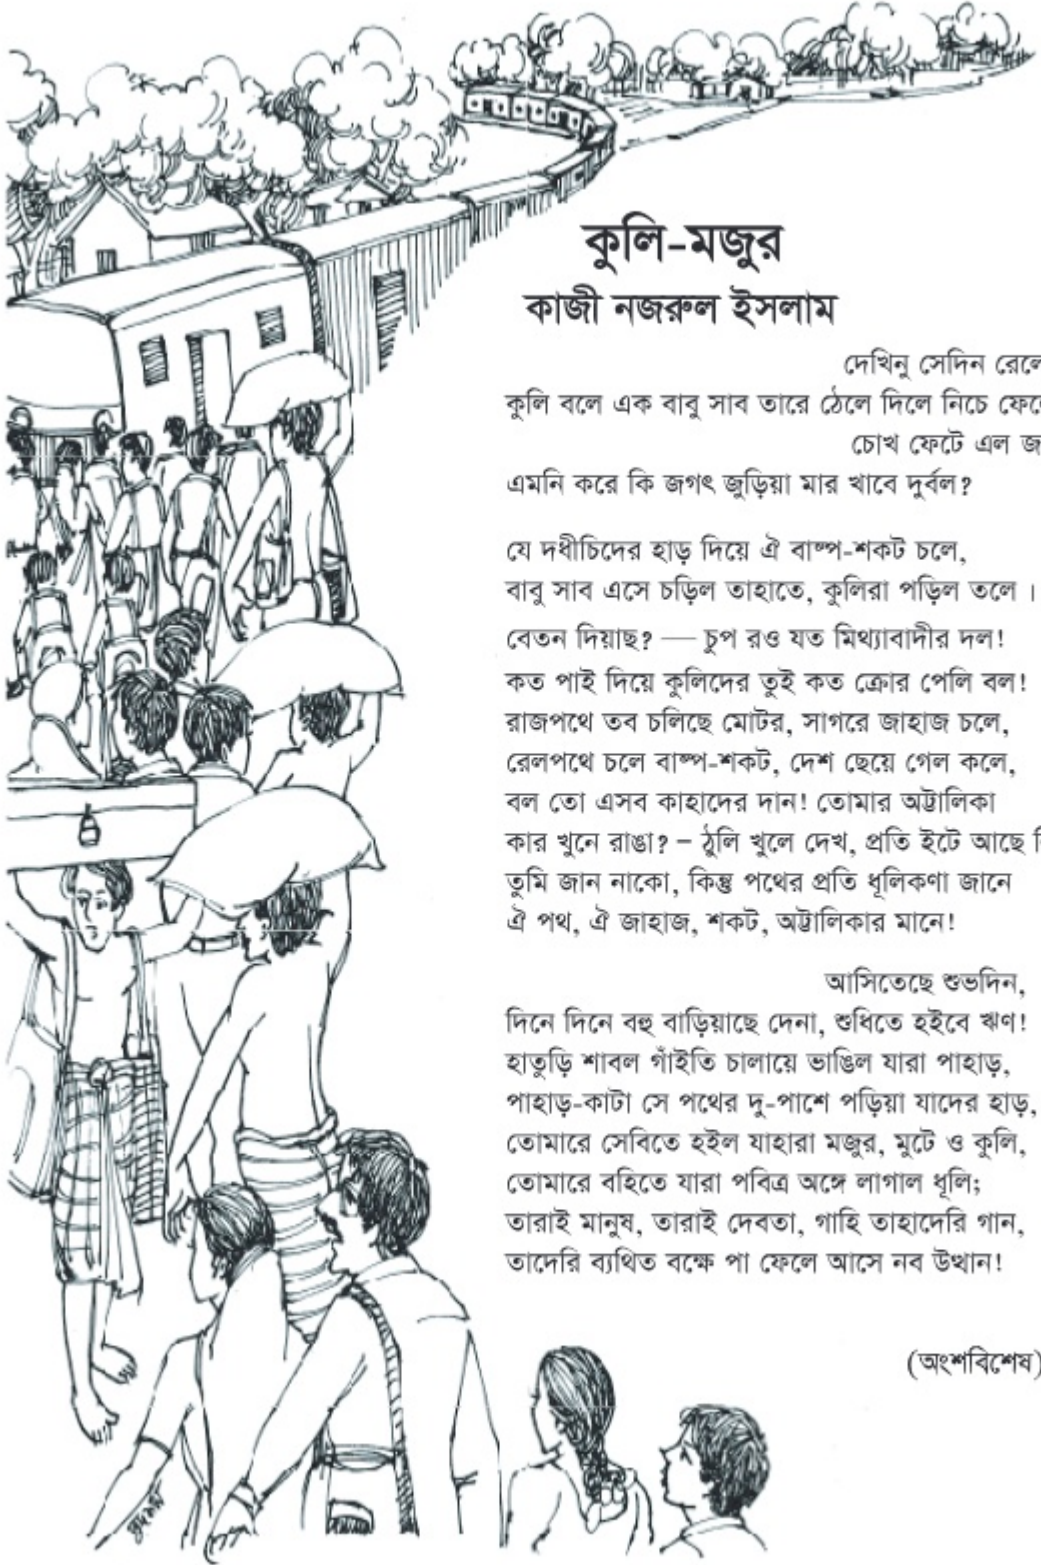 কুলি-মজুর
কাজী নজরুল ইসলাম
দেখিনু সেদিন রেলে
কুলি বলে এক বাবু সাব তারে ঠেলে দিলে নিচে ফেলে
চোখ ফেটে এল জ
এমনি করে কি জগৎ জুড়িয়া মার খাবে দুর্বল?
যে দধীচিদের হাড় দিয়ে ঐ বাষ্প-শকট চলে,
বাবু সাব এসে চড়িল তাহাতে, কুলিরা পড়িল তলে।
বেতন দিয়াছ? — চুপ রও যত মিথ্যাবাদীর দল!
কত পাই দিয়ে কুলিদের তুই কত ক্রোর পেলি বল!
রাজপথে তব চলিছে মোটর, সাগরে জাহাজ চলে,
রেলপথে চলে বাষ্প-শকট, দেশ ছেয়ে গেল কলে,
বল তো এসব কাহাদের দান! তোমার অট্টালিকা
কার খুনে রাঙা? – ঠুলি খুলে দেখ, প্রতি ইটে আছে
তুমি জান নাকো, কিন্তু পথের প্রতি ধূলিকণা জানে
ঐ পথ, ঐ জাহাজ, শকট, অট্টালিকার মানে!
আসিতেছে শুভদিন,
দিনে দিনে বহু বাড়িয়াছে দেনা, শুধিতে হইবে ঋণ!
হাতুড়ি শাবল গাঁইতি চালায়ে ভাঙিল যারা পাহাড়,
পাহাড়-কাটা সে পথের দু-পাশে পড়িয়া যাদের হাড়,
তোমারে সেবিতে হইল যাহারা মজুর, মুটে ও কুলি,
তোমারে বহিতে যারা পবিত্র অঙ্গে লাগাল ধূলি;
তারাই মানুষ, তারাই দেবতা, গাহি তাহাদেরি গান,
তাদেরি ব্যথিত বক্ষে পা ফেলে আসে নব উত্থান!
(অংশবিশেষ)